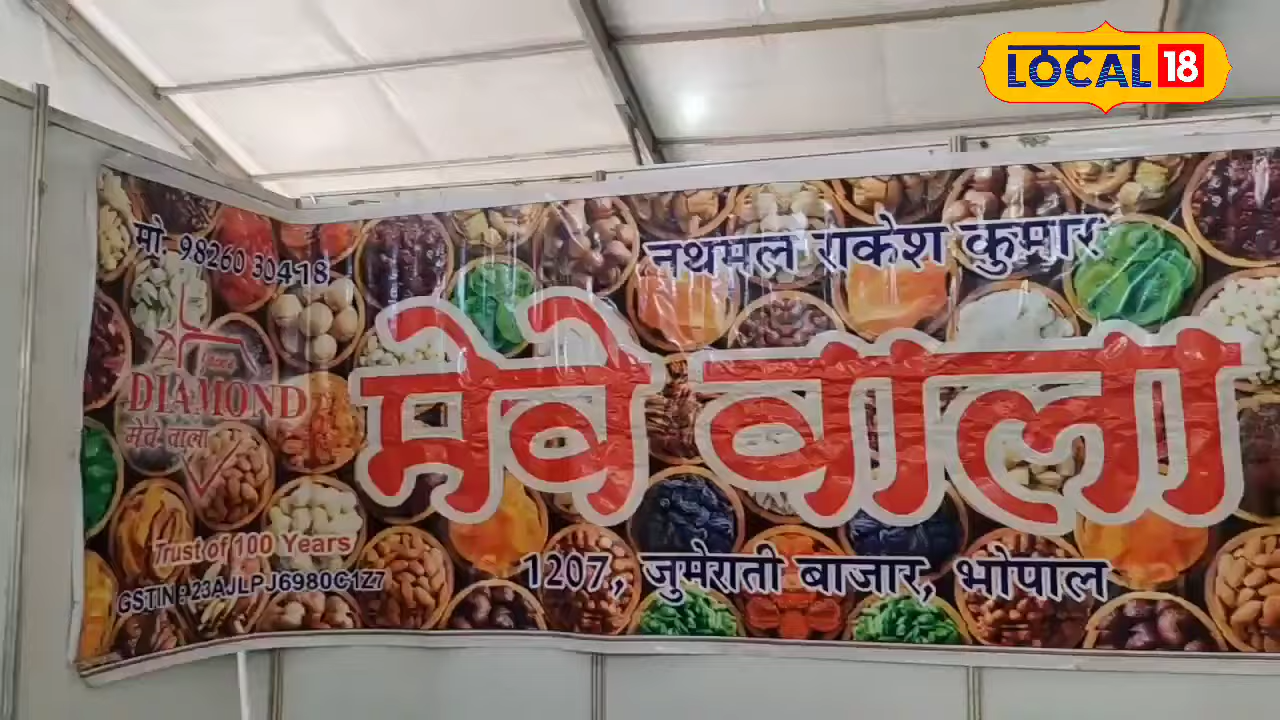 LOCAL 18
मो. 98260 30418
नथमल राकेश कुमार
मेवे वाला
DIAMOND
मेवे वाला
Trust of 100 Years
GSTIN : 23AJLPJ6980C1Z7
1207, जुमेराती बाजार, भोपाल